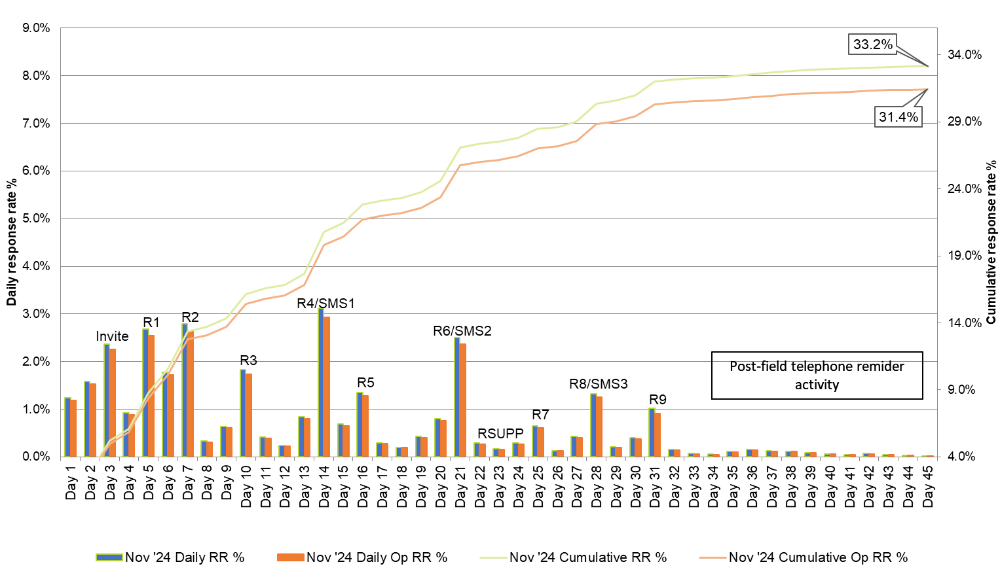 9.0%
8.0%
7.0%
6.0%
5.0%
4.0%
3.0%
2.0%
1.0%
0.0%
Daily response rate %
34.0%
29.0%
24.0%
19.0%
14.0%
9.0%
4.0%
Cumulative response rate %
33.2%
31.4%
Invite
R1
R2
R3
R4/SMS1
R5
R6/SMS2
RSUPP
R7
R8/SMS3
R9
Post-field telephone remider
activity
Day 1
Day 2
Day 3
Day 4
Day 5
Day 6
Day 7
Day 8
Day 9
Day 10
Day 11
Day 12
Day 13
Day 14
Day 15
Day 16
Day 17
Day 18
Day 19
Day 20
Day 21
Day 22
Day 23
Day 24
Day 25
Day 26
Day 27
Day 28
Day 29
Day 30
Day 31
Day 32
Day 33
Day 34
Day 35
Day 36
Day 37
Day 38
Day 39
Day 40
Day 41
Day 42
Day 43
Day 44
Day 45
Nov '24 Daily RR %
Nov '24 Daily Op RR %
Nov '24 Cumulative RR %
Nov '24 Cumulative Op RR %